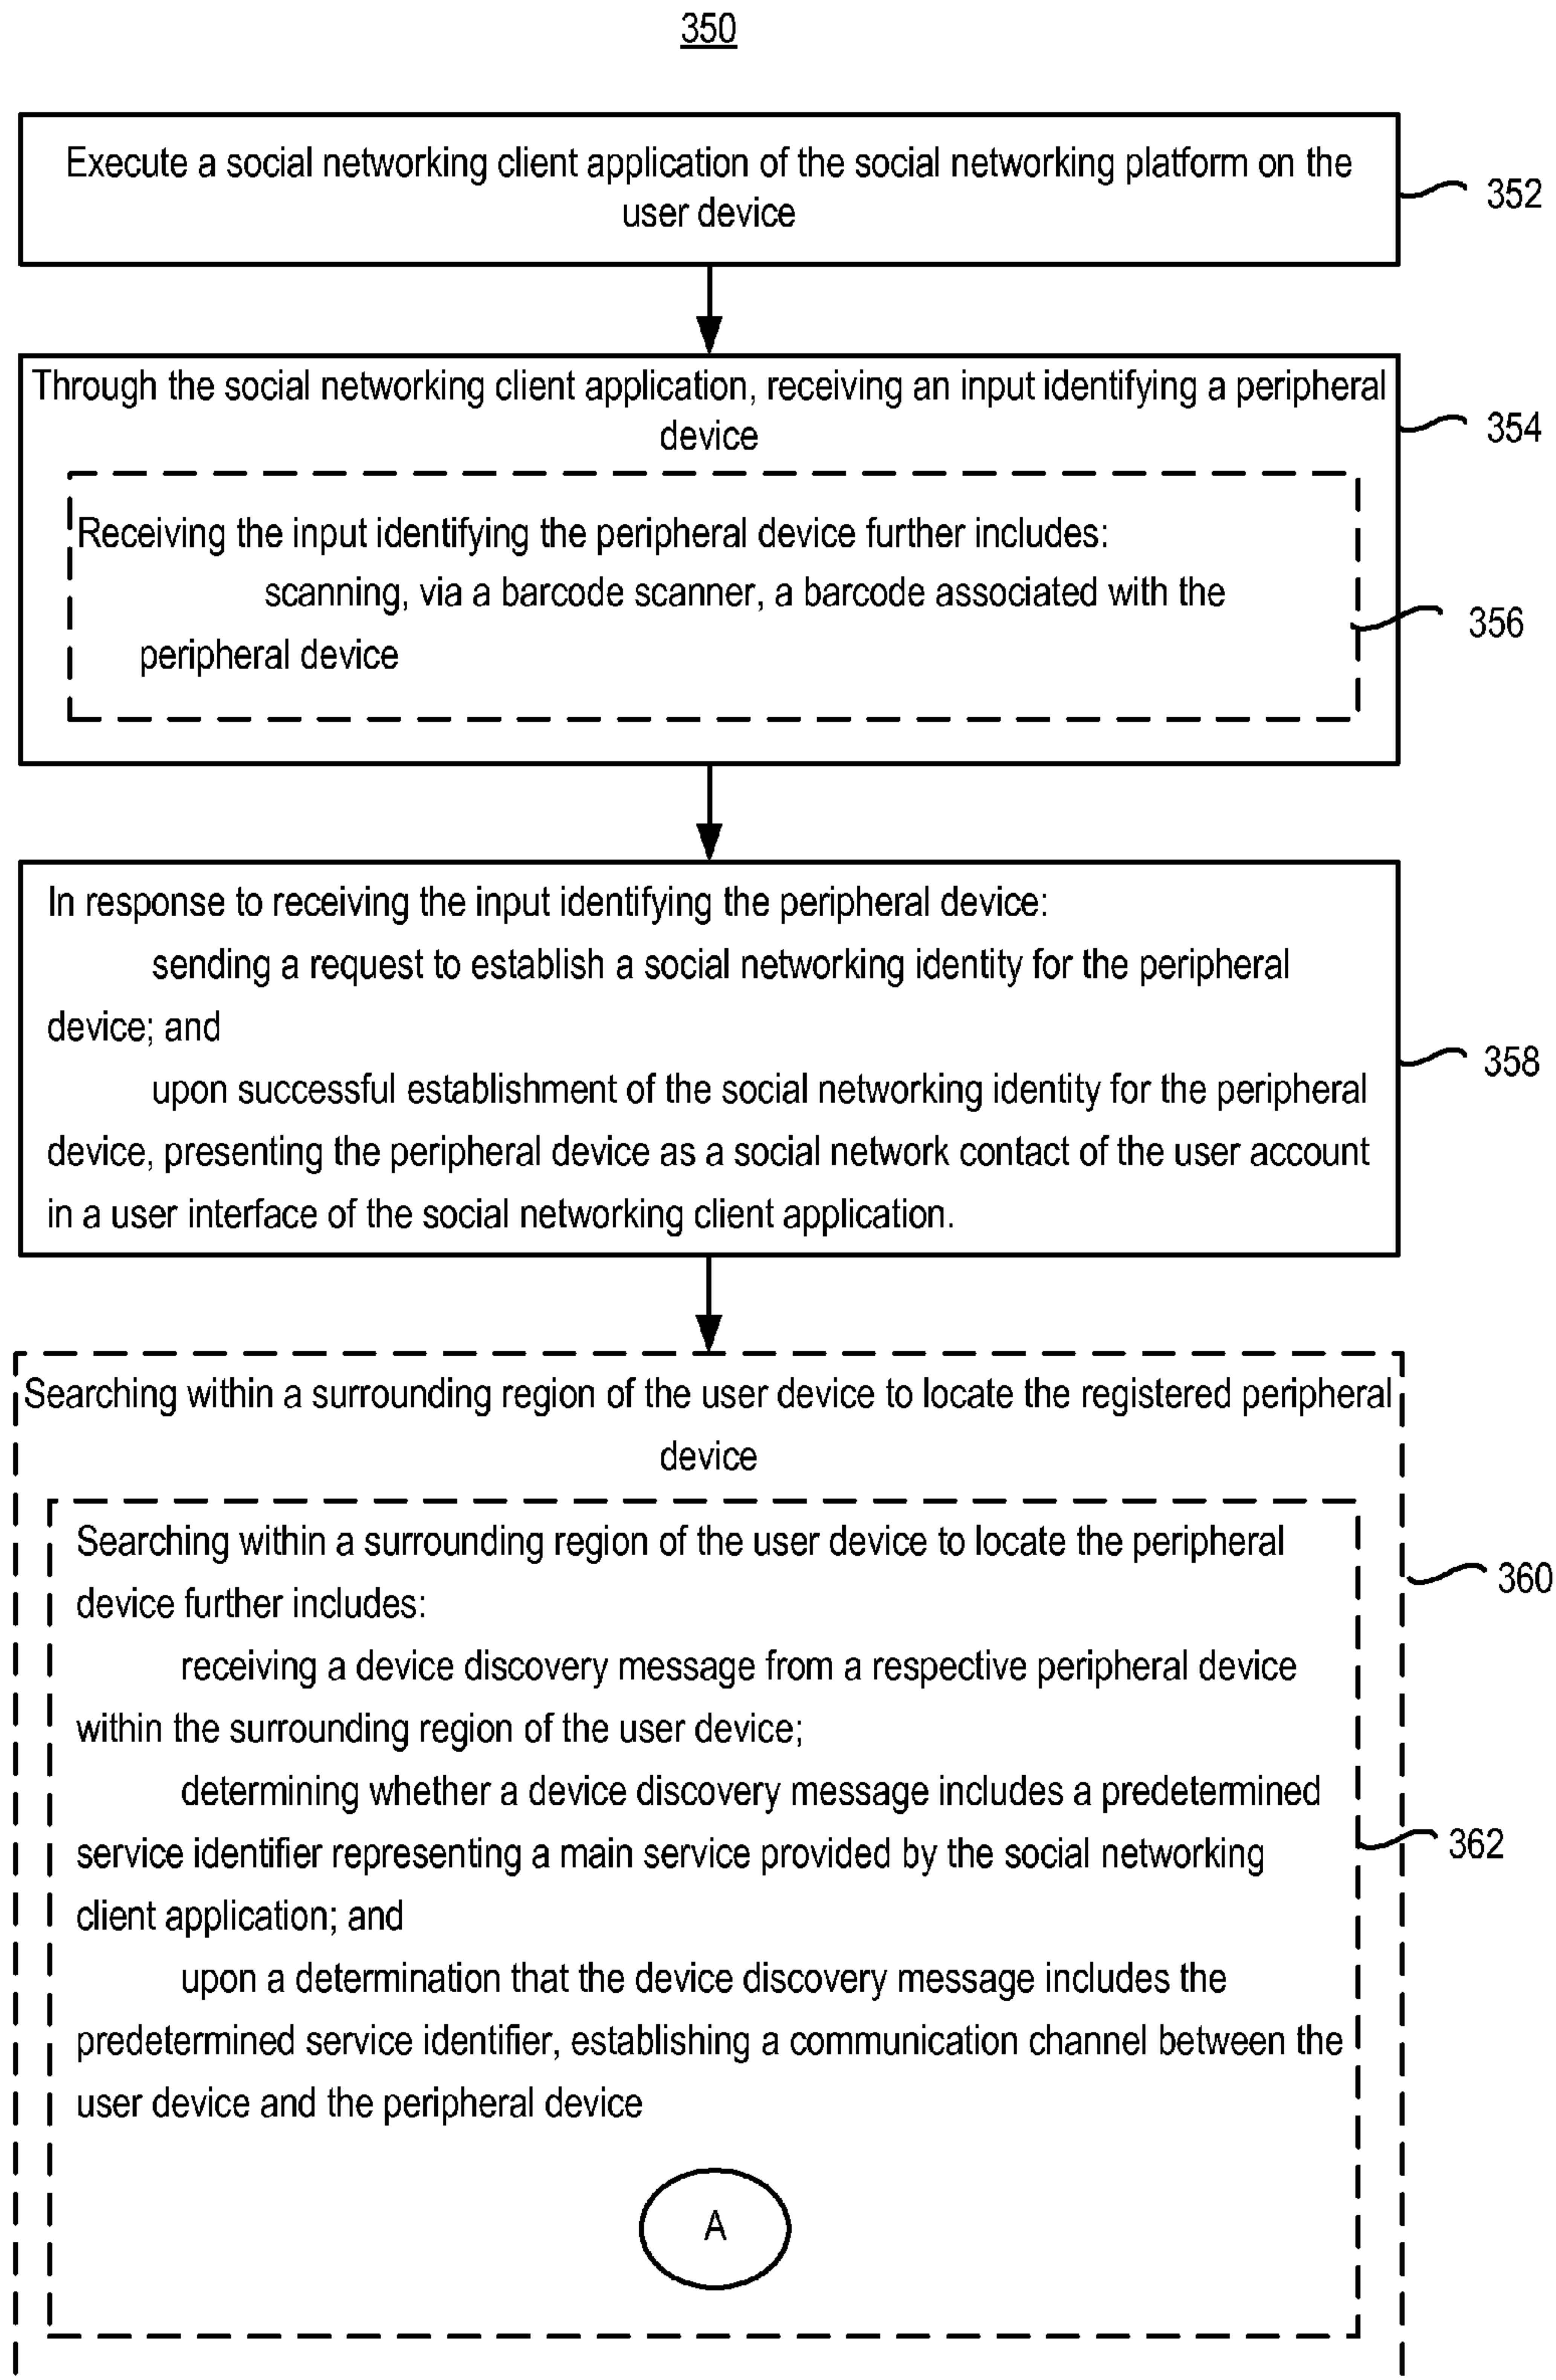 350
Execute a social networking client application of the social networking platform on the
user device
352
Through the social networking client application, receiving an input identifying a peripheral
device
354
Receiving the input identifying the peripheral device further includes:
scanning, via a barcode scanner, a barcode associated with the
peripheral device
356
In response to receiving the input identifying the peripheral device:
sending a request to establish a social networking identity for the peripheral
device; and
upon successful establishment of the social networking identity for the peripheral
device, presenting the peripheral device as a social network contact of the user account
in a user interface of the social networking client application.
358
Searching within a surrounding region of the user device to locate the registered peripheral
device
360
Searching within a surrounding region of the user device to locate the peripheral
device further includes:
receiving a device discovery message from a respective peripheral device
within the surrounding region of the user device;
determining whether a device discovery message includes a predetermined
service identifier representing a main service provided by the social networking
client application; and
upon a determination that the device discovery message includes the
predetermined service identifier, establishing a communication channel between the
user device and the peripheral device
362
A